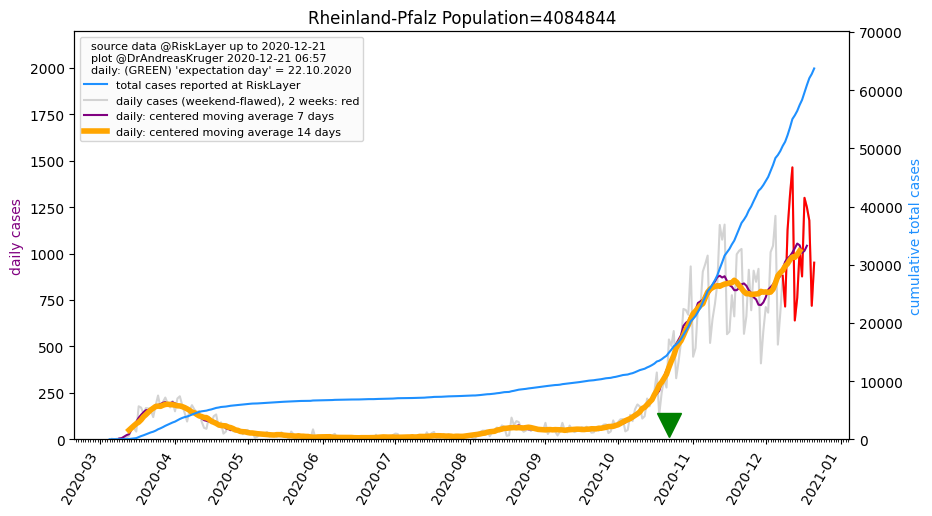 Rheinland-Pfalz Population=4084844
source data @RiskLayer up to 2020-12-21
plot @DrAndreasKruger 2020-12-21 06:57
daily: (GREEN) 'expectation day' = 22.10.2020
total cases reported at RiskLayer
daily cases (weekend-flawed), 2 weeks: red
daily: centered moving average 7 days
daily: centered moving average 14 days
daily cases
2000
1750
1500
1250
1000
750
500
250
0
70000
60000
50000
40000
30000
20000
10000
0
cumulative total cases
2020-03
2020-04
2020-05
2020-06
2020-07
2020-08
2020-09
2020-10
2020-11
2020-12
2021-01